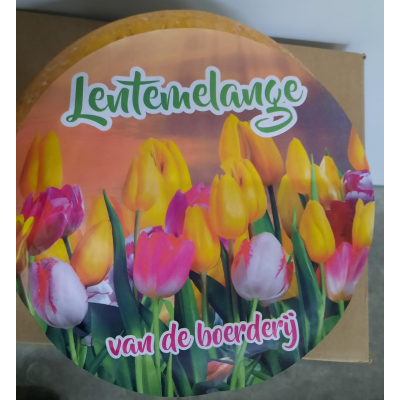 Lentemelange
van de boerderij